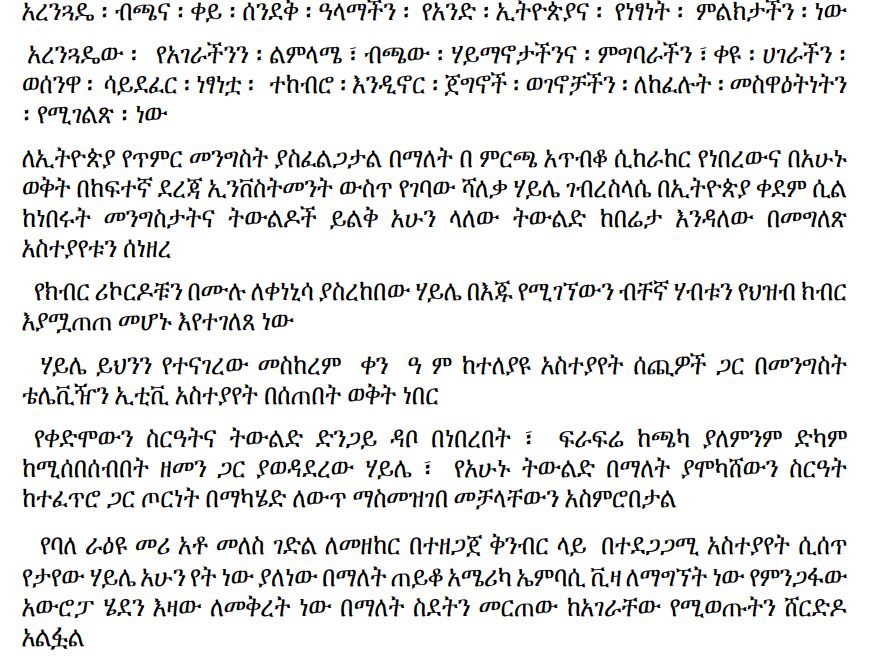 አረንጓዴ ፡ ብጫና ፡ ቀይ ፡ ሰንደቅ ፡ ዓላማችን ፡ የአንድ ፡ ኢትዮጵያና ፡ የነፃነት ፡ ምልክታችን ፡ ነው
አረንጓዴው ፡ የአገራችንን ፡ ልምላሜ ፣ ብጫው ፡ ሃይማኖታችንና ፡ ምግባራችን ፣ ቀዩ ፡ ሀገራችን ፡
ወሰንዋ ፡ ሳይደፈር ፡ ነፃነቷ ፡ ተከብሮ ፡ እንዲኖር ፡ ጀግኖች ፡ ወገኖቻችን ፡ ለከፈሉት ፡ መስዋዕትነትን
፡ የሚገልጽ ፡ ነው
ለኢትዮጵያ የጥምር መንግስት ያስፈልጋታል በማለት በ ምርጫ አጥብቆ ሲከራከር የነበረውና በአሁኑ
ወቅት በከፍተኛ ደረጃ ኢንቨስትመንት ውስጥ የገባው ሻለቃ ሃይሌ ገብረስላሴ በኢትዮጵያ ቀደም ሲል
ከነበሩት መንግስታትና ትውልዶች ይልቅ አሁን ላለው ትውልድ ከበሬታ እንዳለው በመግለጽ
አስተያየቱን ሰነዘረ
የክብር ሪኮርዶቹን በሙሉ ለቀነኒሳ ያስረከበው ሃይሌ በእጁ የሚገኘውን ብቸኛ ሃብቱን የህዝብ ክብር
እያሟጠጠ መሆኑ እየተገለጸ ነው
ሃይሌ ይህንን የተናገረው መስከረም ቀን ዓ ም ከተለያዩ አስተያየት ሰጪዎች ጋር በመንግስት
ቴሌቪዥን ኢቲቪ አስተያየት በሰጠበት ወቅት ነበር
የቀድሞውን ስርዓትና ትውልድ ድንጋይ ዳቦ በነበረበት ፣ ፍራፍሬ ከጫካ ያለምንም ድካም
ከሚሰበሰብበት ዘመን ጋር ያወዳደረው ሃይሌ ፣ የአሁኑ ትውልድ በማለት ያሞካሸውን ስርዓት
ከተፈጥሮ ጋር ጦርነት በማካሄድ ለውጥ ማስመዝገበ መቻላቸውን አስምሮበታል
የባለ ራዕዩ መሪ አቶ መለስ ገድል ለመዘከር በተዘጋጀ ቅንብር ላይ በተደጋጋሚ አስተያየት ሲሰጥ
የታየው ሃይሌ አሁን የት ነው ያለነው በማለት ጠይቆ አሜሪካ ኤምባሲ ቪዛ ለማግኘት ነው የምንጋፋው
አውሮፓ ሄደን እዛው ለመቅረት ነው በማለት ስደትን መርጠው ከአገራቸው የሚወጡትን ሸርድዶ
አልፏል